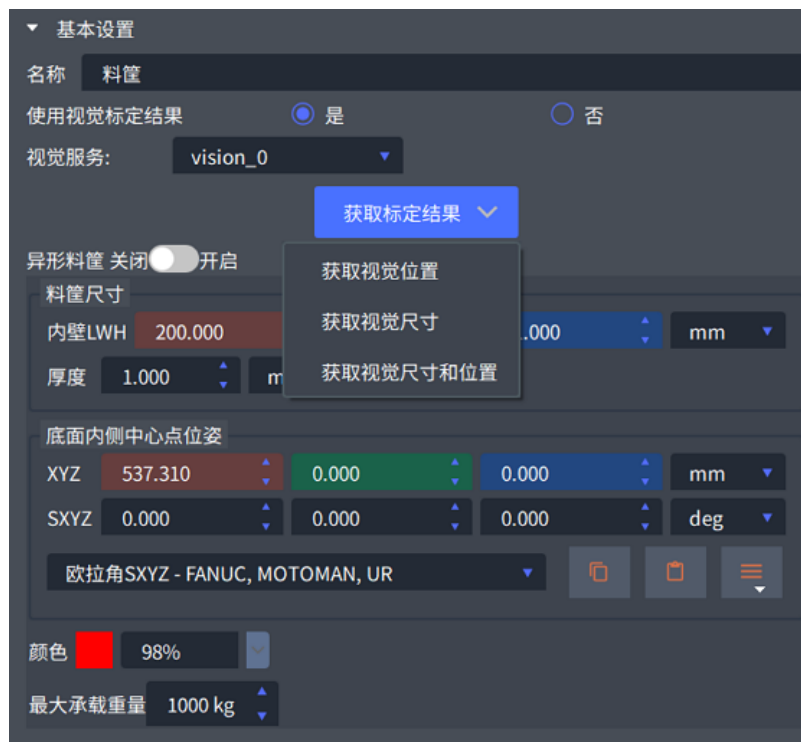 基本设置
名称 料筐
使用视觉标定结果 是 否
视觉服务: vision_0
获取标定结果
异形料筐 关闭 开启
获取视觉位置
料筐尺寸
获取视觉尺寸
内壁LWH 200.000 .000 mm
获取视觉尺寸和位置
厚度 1.000 m
底面内侧中心点位姿
XYZ 537.310 0.000 0.000 mm
SXYZ 0.000 0.000 0.000 deg
欧拉角SXYZ - FANUC, MOTOMAN, UR
颜色 98%
最大承载重量 1000 kg